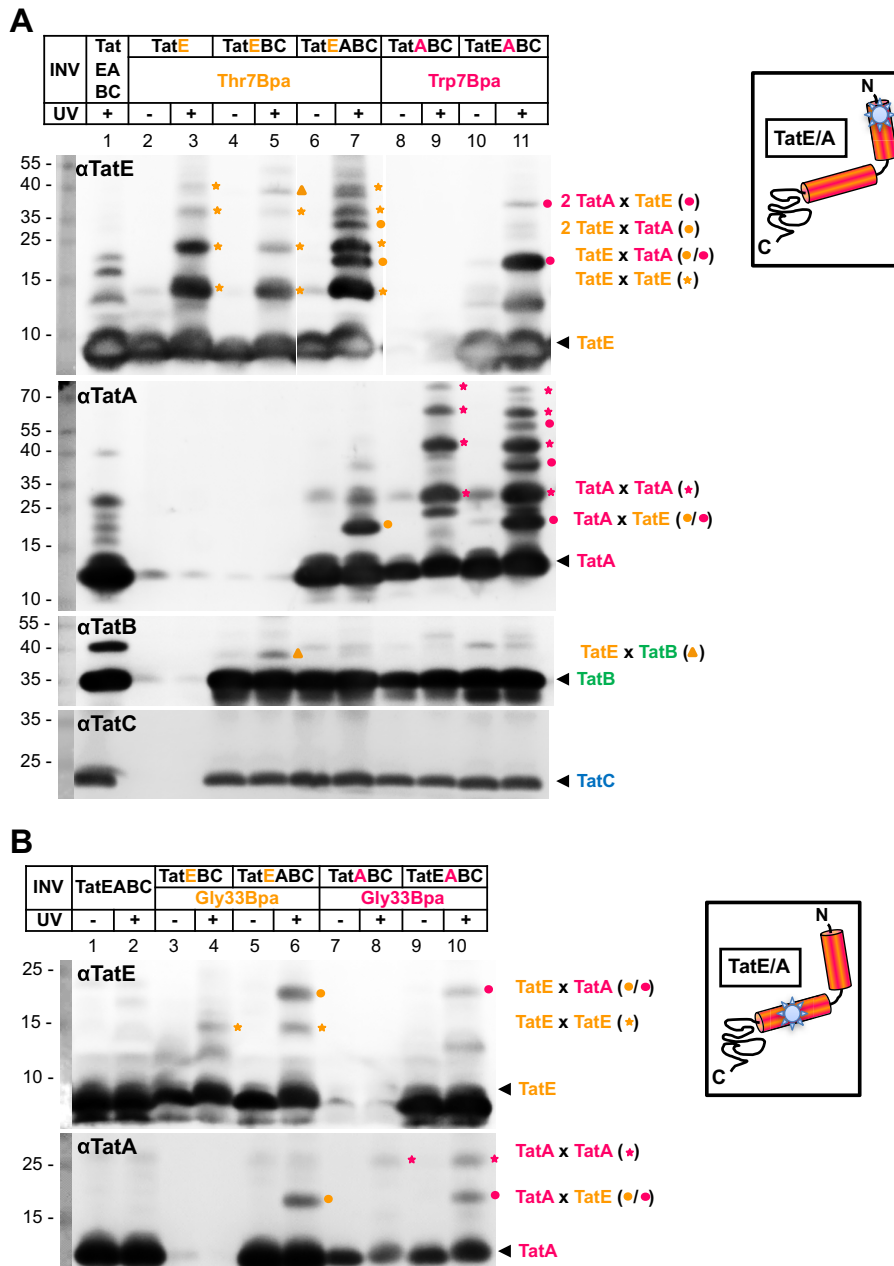 A
INV Tat EA BC TatE TatEBC TatEABC TatABC TatEABC
Thr7Bpa Trp7Bpa
UV + - + - + - + - + - +
1 2 3 4 5 6 7 8 9 10 11
αTatE
55 -
40 -
35 -
25 -
15 -
10 -
2 TatA x TatE (●)
2 TatE x TatA (●)
TatE x TatA (●/●)
TatE x TatE (★)
◄ TatE
N
TatE/A
C
αTatA
70 -
55 -
40 -
35 -
25 -
15 -
10 -
TatA x TatA (★)
TatA x TatE (●/●)
◄ TatA
αTatB
55 -
40 -
35 -
TatE x TatB (▲)
◄ TatB
αTatC
35 -
25 -
◄ TatC
B
INV TatEABC TatEBC TatEABC TatABC TatEABC
Gly33Bpa Gly33Bpa
UV - + - + - + - + - +
1 2 3 4 5 6 7 8 9 10
αTatE
25 -
15 -
10 -
TatE x TatA (●/●)
TatE x TatE (★)
◄ TatE
N
TatE/A
C
αTatA
25 -
15 -
TatA x TatA (★)
TatA x TatE (●/●)
◄ TatA